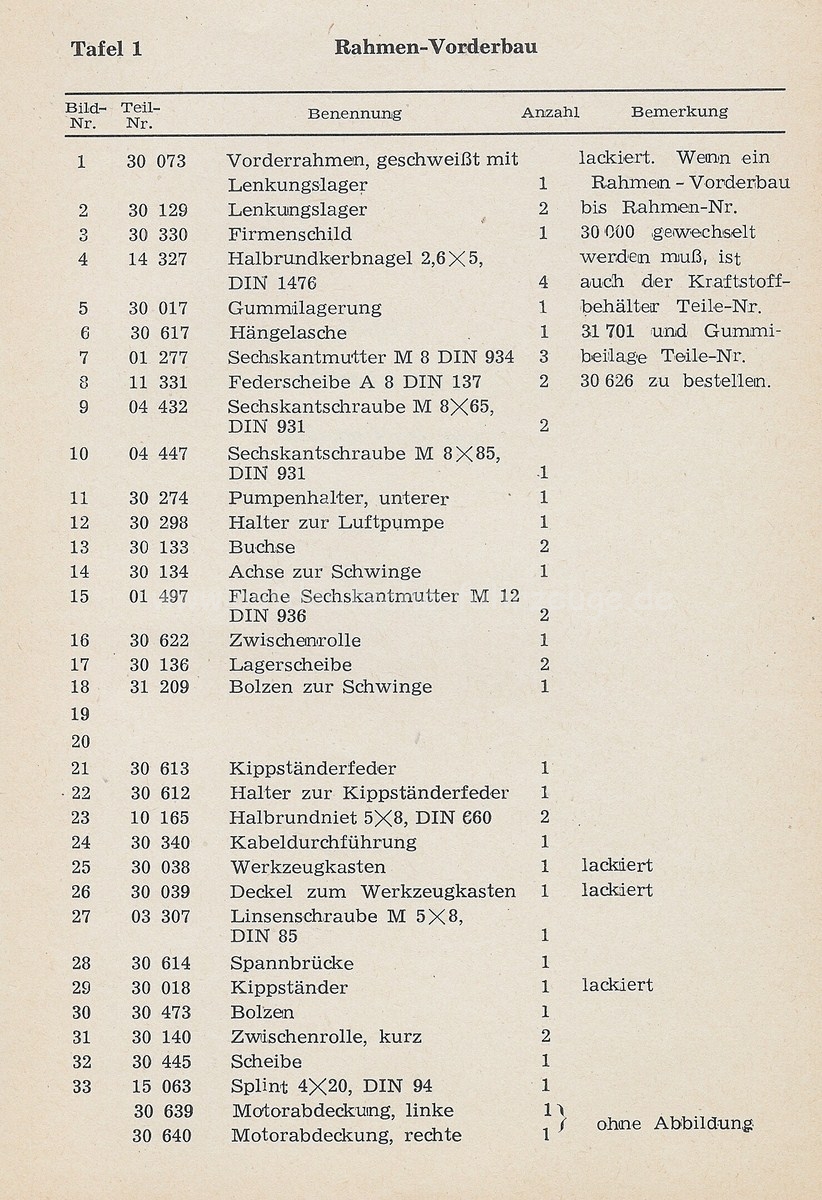 Tafel 1 Rahmen-Vorderbau
Bild-Nr. Teil-Nr. Benennung Anzahl Bemerkung
1 30 073 Vorderrahmen, geschweißt mit lackiert. Wenn ein
Lenkungslager 1 Rahmen-Vorderbau
2 30 129 Lenkungslager 2 bis Rahmen-Nr.
3 30 330 Firmenschild 1 30 000 gewechselt
4 14 327 Halbrundkerbnagel 2,6×5, werden muß, ist
DIN 1476 4 auch der Kraftstoff-
5 30 017 Gummilagerung 1 behälter Teile-Nr.
6 30 617 Hängelasche 1 31 701 und Gummi-
7 01 277 Sechskantmutter M 8 DIN 934 3 beilage Teile-Nr.
8 11 331 Federscheibe A 8 DIN 137 2 30 626 zu bestellen.
9 04 432 Sechskantschraube M 8×65,
DIN 931 2
10 04 447 Sechskantschraube M 8×85,
DIN 931 1
11 30 274 Pumpenhalter, unterer 1
12 30 298 Halter zur Luftpumpe 1
13 30 133 Buchse 2
14 30 134 Achse zur Schwinge 1
15 01 497 Flache Sechskantmutter M 12
DIN 936 2
16 30 622 Zwischenrolle 1
17 30 136 Lagerscheibe 2
18 31 209 Bolzen zur Schwinge 1
19
20
21 30 613 Kippständerfeder 1
22 30 612 Halter zur Kippständerfeder 1
23 10 165 Halbrundniet 5×8, DIN 660 2
24 30 340 Kabeldurchführung 1
25 30 038 Werkzeugkasten 1 lackiert
26 30 039 Deckel zum Werkzeugkasten 1 lackiert
27 03 307 Linsenschraube M 5×8,
DIN 85 1
28 30 614 Spannbrücke 1
29 30 018 Kippständer 1 lackiert
30 30 473 Bolzen 1
31 30 140 Zwischenrolle, kurz 2
32 30 445 Scheibe 1
33 15 063 Splint 4×20, DIN 94 1
30 639 Motorabdeckung, linke 1
30 640 Motorabdeckung, rechte 1 } ohne Abbildung